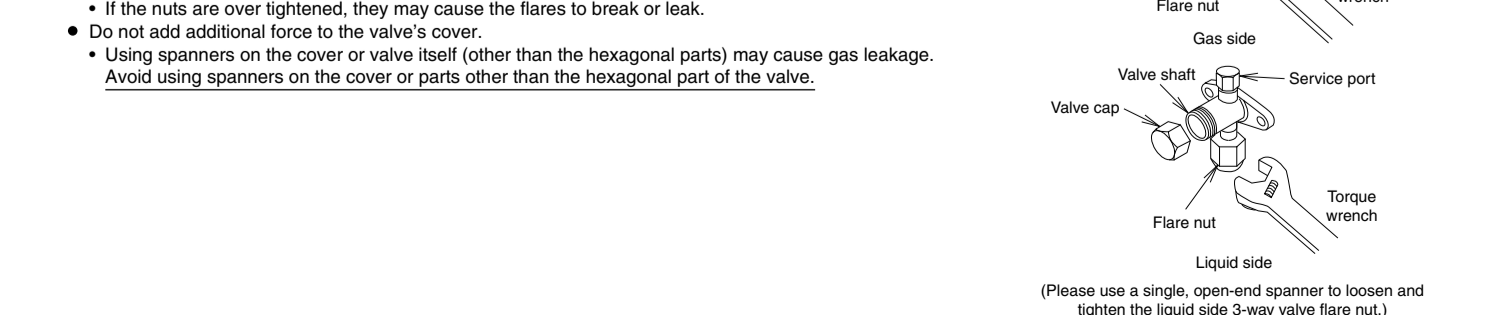 • If the nuts are over tightened, they may cause the flares to break or leak.
● Do not add additional force to the valve’s cover.
• Using spanners on the cover or valve itself (other than the hexagonal parts) may cause gas leakage.
Avoid using spanners on the cover or parts other than the hexagonal part of the valve.
Flare nut
wrench
Gas side
Valve shaft
Service port
Valve cap
Torque
wrench
Flare nut
Liquid side
(Please use a single, open-end spanner to loosen and
tighten the liquid side 3-way valve flare nut.)